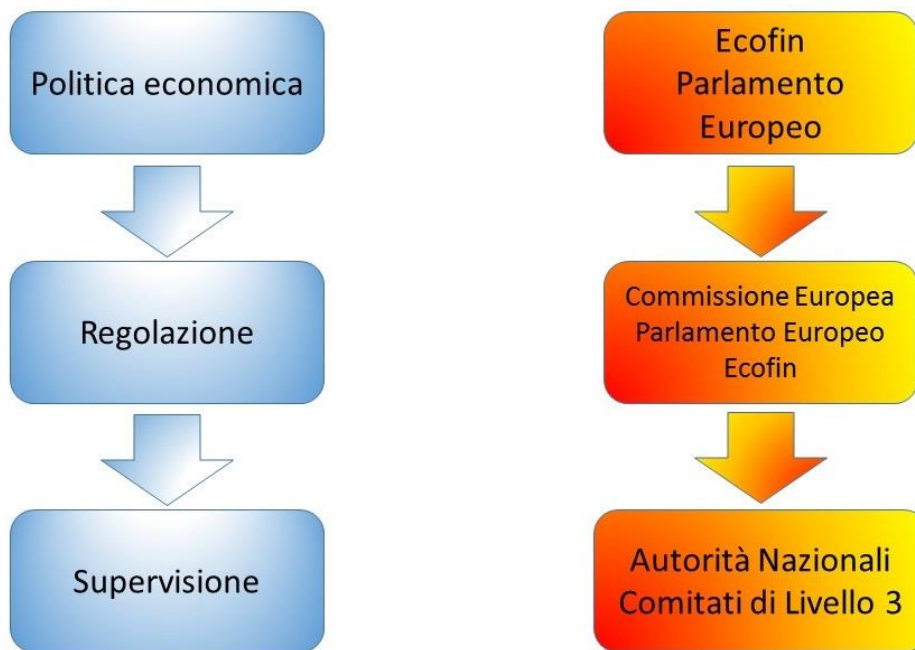 Politica economica
Ecofin
Parlamento
Europeo
Regolazione
Commissione Europea
Parlamento Europeo
Ecofin
Supervisione
Autorità Nazionali
Comitati di Livello 3